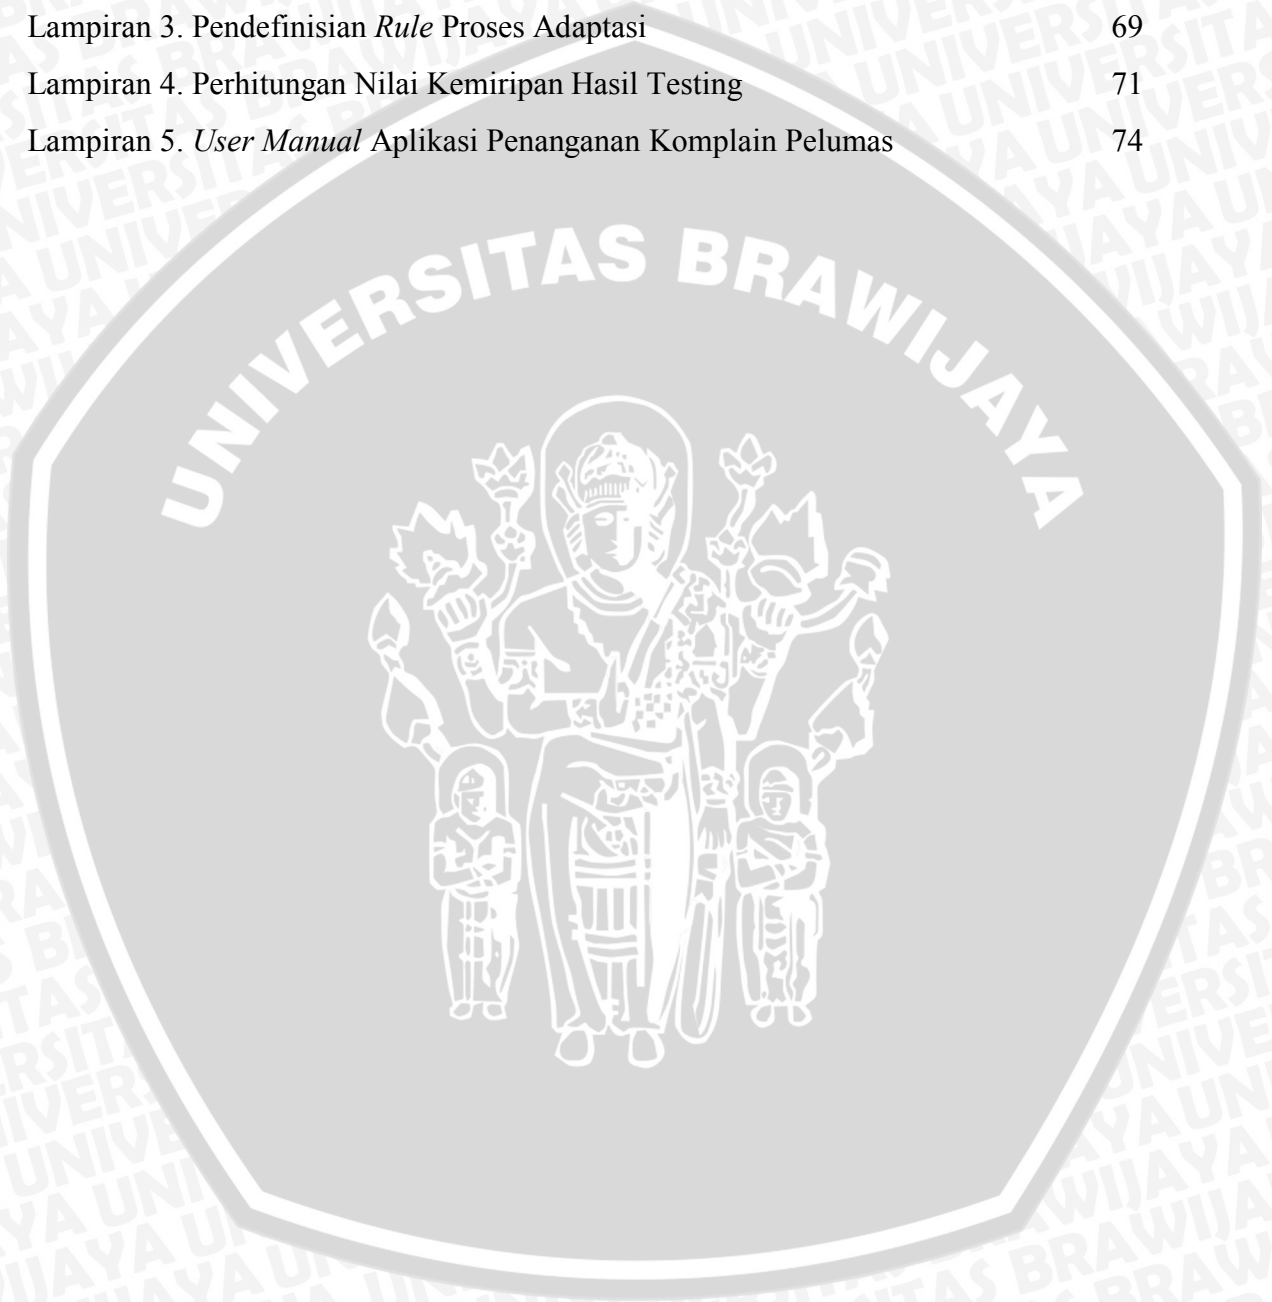 Lampiran 3. Pendefinisian Rule Proses Adaptasi 69
Lampiran 4. Perhitungan Nilai Kemiripan Hasil Testing 71
Lampiran 5. User Manual Aplikasi Penanganan Komplain Pelumas 74
UNIVERSITAS BRAWIJAYA